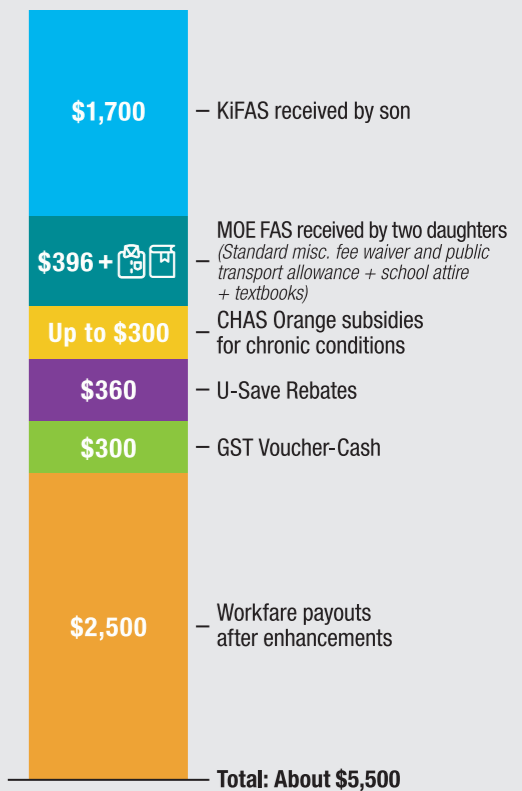 $1,700
KiFAS received by son
$396 +
MOE FAS received by two daughters
(Standard misc. fee waiver and public
transport allowance + school attire
+ textbooks)
Up to $300
CHAS Orange subsidies
for chronic conditions
$360
U-Save Rebates
$300
GST Voucher-Cash
$2,500
Workfare payouts
after enhancements
Total: About $5,500